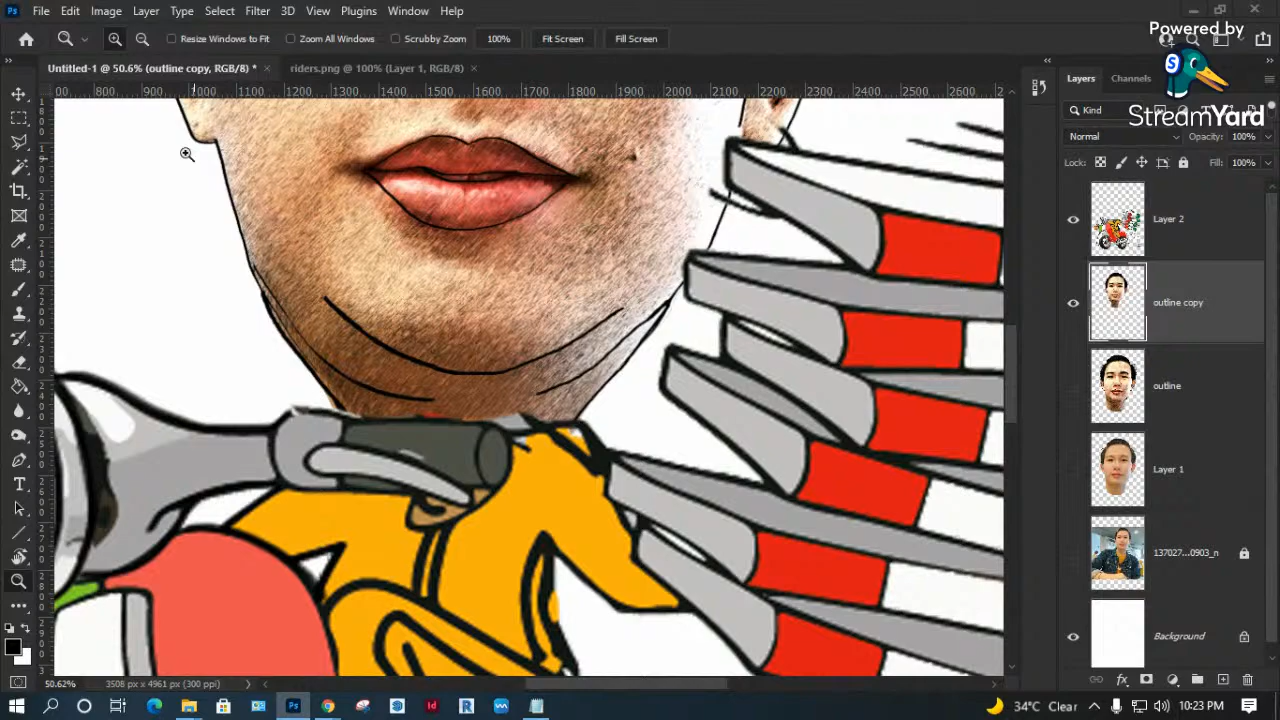 Ps File Edit Image Layer Type Select Filter 3D View Plugins Window Help
Powered by
StreamYard
Resize Windows to Fit Zoom All Windows Scrubby Zoom 100% Fit Screen Fill Screen
Untitled-1 @ 50.6% (outline copy, RGB/8) * × riders.png @ 100% (Layer 1, RGB/8) ×
00 800 900 1000 1100 1200 1300 1400 1500 1600 1700 1800 1900 2000 2100 2200 2300 2400 2500 2600
Layers Channels
Kind
Normal Opacity: 100%
Lock: Fill: 100%
Layer 2
outline copy
outline
Layer 1
137027..._0903_n
Background
50.62% 3508 px x 4961 px (300 ppi)
34°C Clear 10:23 PM